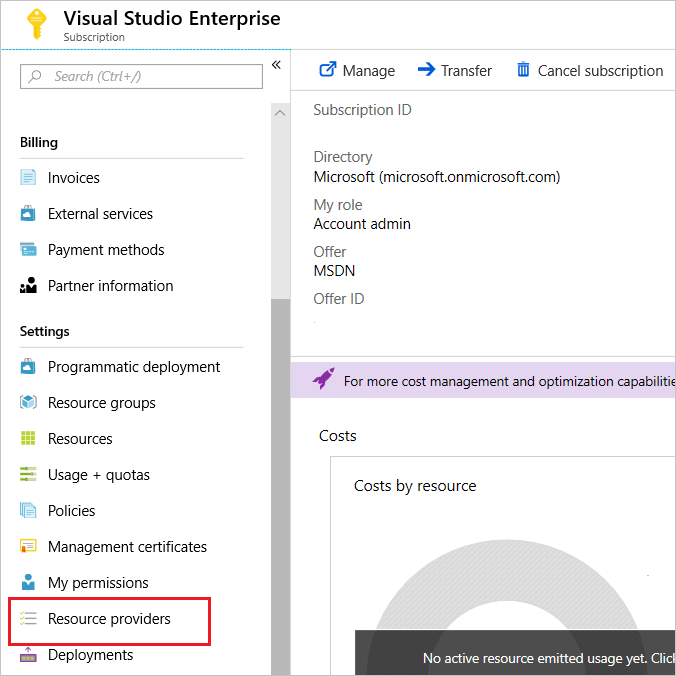 Visual Studio Enterprise
Subscription
Search (Ctrl+/)
«
Billing
Invoices
External services
Payment methods
Partner information
Settings
Programmatic deployment
Resource groups
Resources
Usage + quotas
Policies
Management certificates
My permissions
Resource providers
Deployments
Manage Transfer Cancel subscription
Subscription ID
Directory
Microsoft (microsoft.onmicrosoft.com)
My role
Account admin
Offer
MSDN
Offer ID
For more cost management and optimization capabilitie
Costs
Costs by resource
No active resource emitted usage yet. Click